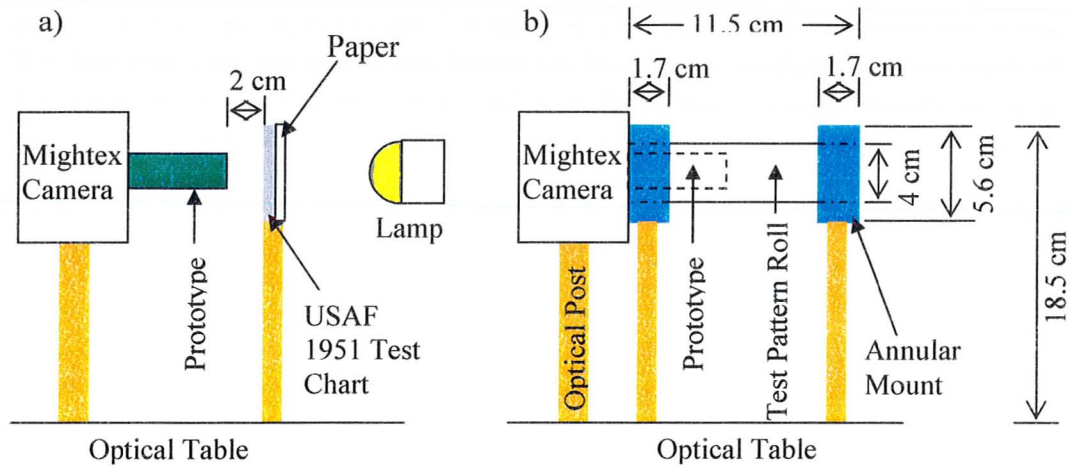 a)
Paper
2 cm
Mightex
Camera
Lamp
Prototype
USAF
1951 Test
Chart
Optical Table
b)
11.5 cm
1.7 cm
1.7 cm
Mightex
Camera
4 cm
5.6 cm
18.5 cm
Optical Post
Prototype
Test Pattern Roll
Annular
Mount
Optical Table